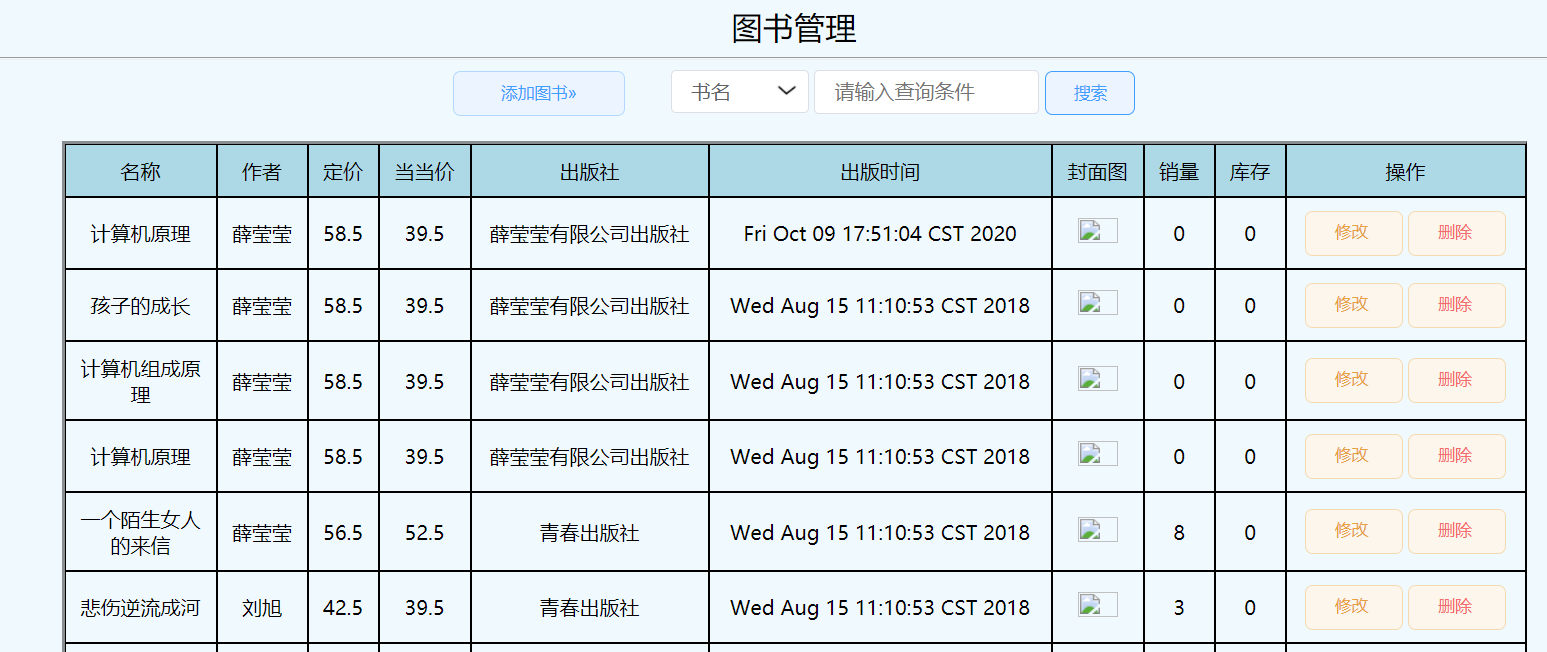 图书管理
添加图书» 书名 请输入查询条件 搜索
名称 作者 定价 当当价 出版社 出版时间 封面图 销量 库存 操作
计算机原理 薛莹莹 58.5 39.5 薛莹莹有限公司出版社 Fri Oct 09 17:51:04 CST 2020 0 0 修改 删除
孩子的成长 薛莹莹 58.5 39.5 薛莹莹有限公司出版社 Wed Aug 15 11:10:53 CST 2018 0 0 修改 删除
计算机组成原
理 薛莹莹 58.5 39.5 薛莹莹有限公司出版社 Wed Aug 15 11:10:53 CST 2018 0 0 修改 删除
计算机原理 薛莹莹 58.5 39.5 薛莹莹有限公司出版社 Wed Aug 15 11:10:53 CST 2018 0 0 修改 删除
一个陌生女人
的来信 薛莹莹 56.5 52.5 青春出版社 Wed Aug 15 11:10:53 CST 2018 8 0 修改 删除
悲伤逆流成河 刘旭 42.5 39.5 青春出版社 Wed Aug 15 11:10:53 CST 2018 3 0 修改 删除